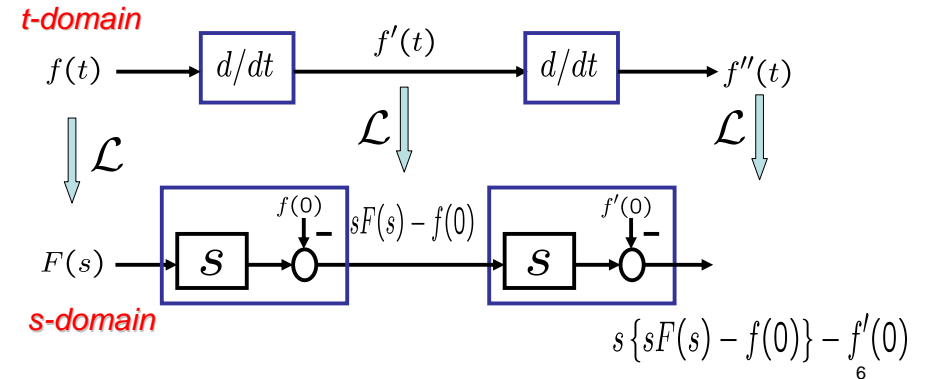 t-domain
f(t) d/dt f'(t) d/dt f''(t)
ℒ ℒ ℒ
f(0) f'(0)
F(s) s − sF(s) − f(0) s −
s-domain
s{sF(s) − f(0)} − f'(0)
6